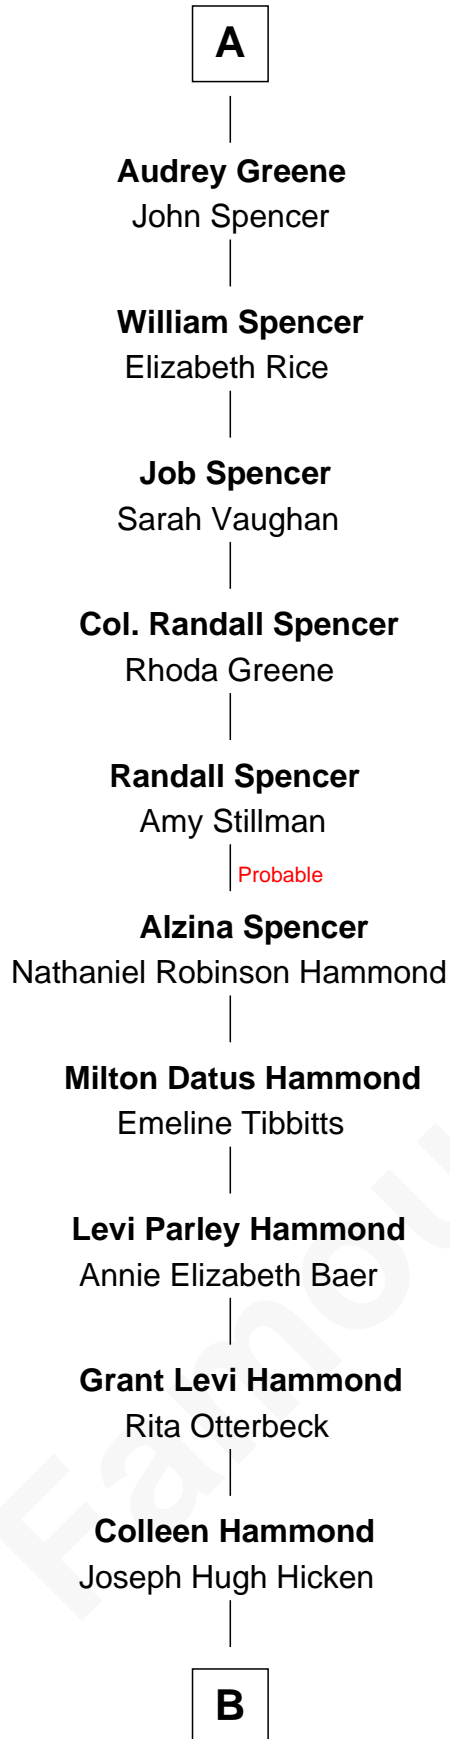 A
Audrey Greene
John Spencer
William Spencer
Elizabeth Rice
Job Spencer
Sarah Vaughan
Col. Randall Spencer
Rhoda Greene
Randall Spencer
Amy Stillman
Probable
Alzina Spencer
Nathaniel Robinson Hammond
Milton Datus Hammond
Emeline Tibbitts
Levi Parley Hammond
Annie Elizabeth Baer
Grant Levi Hammond
Rita Otterbeck
Colleen Hammond
Joseph Hugh Hicken
B
Famou